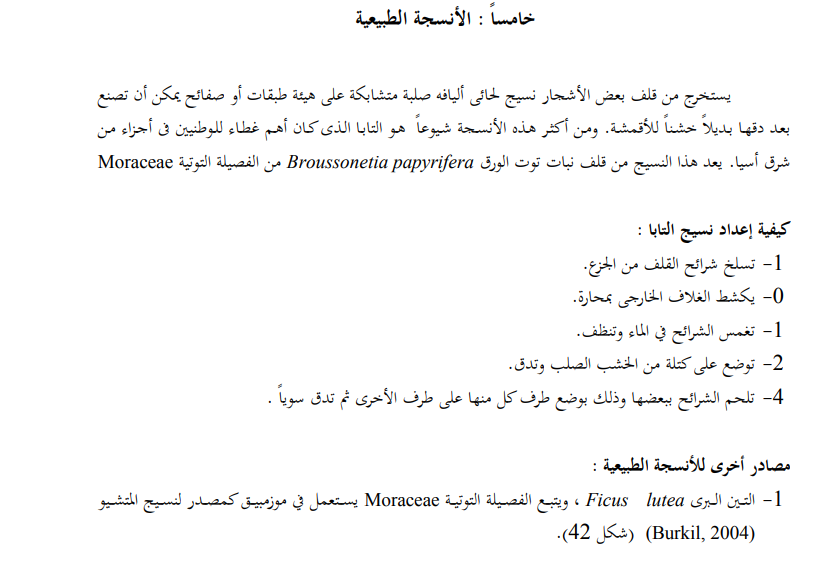 خامساً : الأنسجة الطبيعية
يستخرج من قلف بعض الأشجار نسيج لحائى أليافه صلبة متشابكة على هيئة طبقات أو صفائح يمكن أن تصنع
بعد دقها بديلاً خشناً للأقمشة. ومن أكثر هذه الأنسجة شيوعاً هو التابا الذى كان أهم غطاء للوطنيين فى أجزاء من
شرق أسيا. يعد هذا النسيج من قلف نبات توت الورق Broussonetia papyrifera من الفصيلة التوتية Moraceae
كيفية إعداد نسيج التابا :
1- تسلخ شرائح القلف من الجزع.
0- يكشط الغلاف الخارجى بمحارة.
1- تغمس الشرائح في الماء وتنظف.
2- توضع على كتلة من الخشب الصلب وتدق.
4- تلحم الشرائح ببعضها وذلك بوضع طرف كل منها على طرف الأخرى ثم تدق سوياً .
مصادر أخرى للأنسجة الطبيعية :
1- التين البرى Ficus lutea ، ويتبع الفصيلة التوتية Moraceae يستعمل في موزمبيق كمصدر لنسيج المتشيو
(Burkil, 2004) (شكل 42).